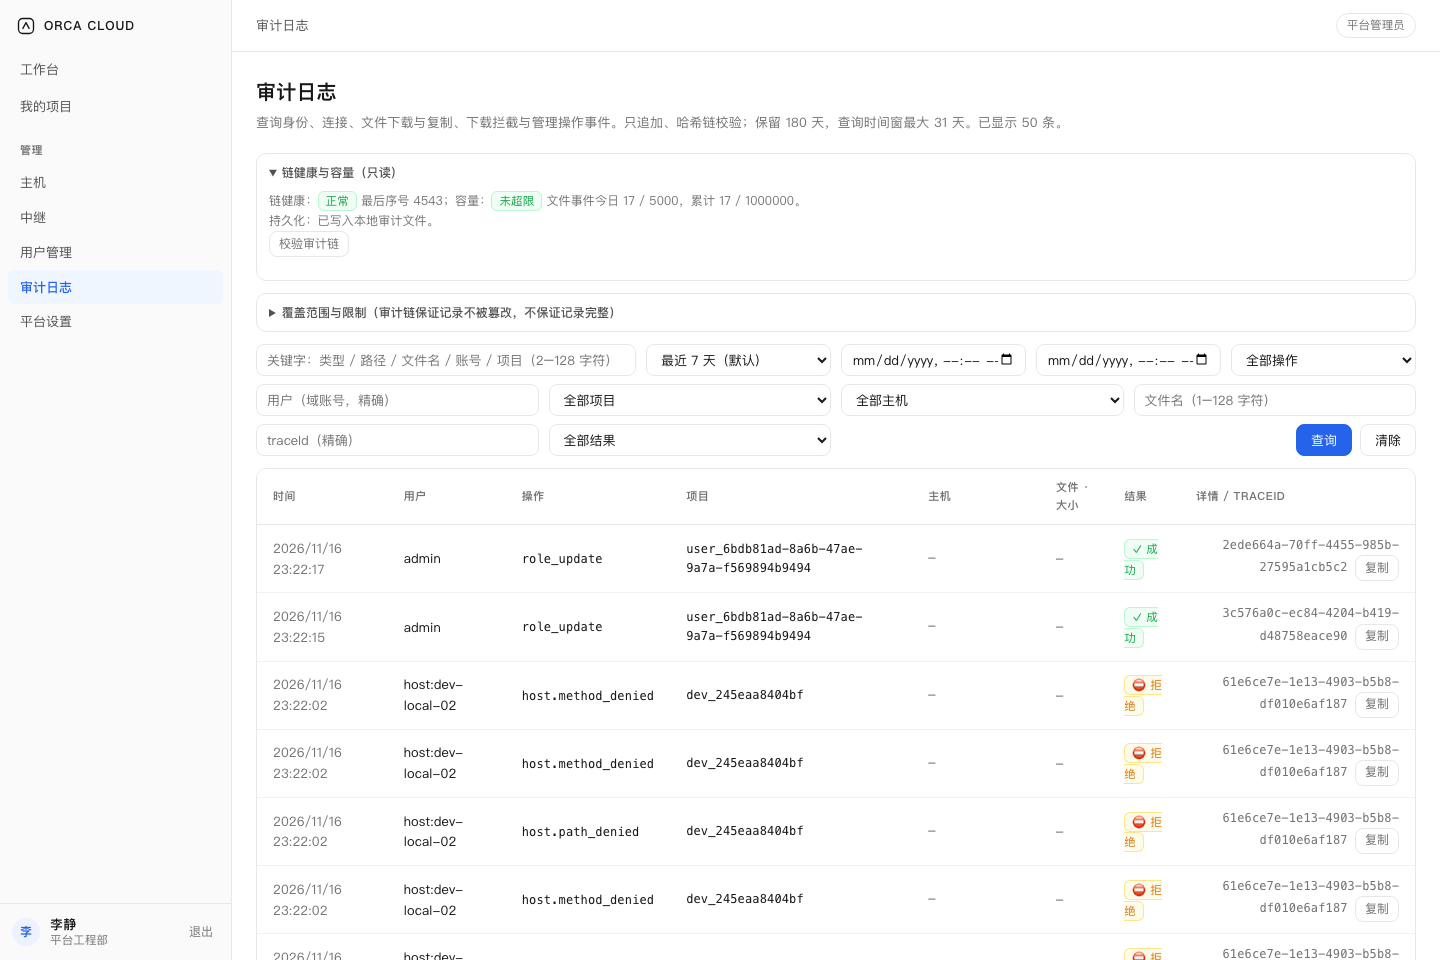 ORCA CLOUD
审计日志
平台管理员
工作台
我的项目
管理
主机
中继
用户管理
审计日志
平台设置
李
李静
平台工程部
退出
审计日志
查询身份、连接、文件下载与复制、下载拦截与管理操作事件。只追加、哈希链校验；保留 180 天，查询时间窗最大 31 天。已显示 50 条。
▼ 链健康与容量（只读）
链健康： 正常 最后序号 4543；容量： 未超限 文件事件今日 17 / 5000，累计 17 / 1000000。
持久化：已写入本地审计文件。
校验审计链
▶ 覆盖范围与限制（审计链保证记录不被篡改，不保证记录完整）
关键字：类型 / 路径 / 文件名 / 账号 / 项目（2—128 字符） 最近 7 天（默认） mm/dd/yyyy, --:-- -- mm/dd/yyyy, --:-- -- 全部操作
用户（域账号，精确） 全部项目 全部主机 文件名（1—128 字符）
traceId（精确） 全部结果 查询 清除
时间 用户 操作 项目 主机 文件 · 大小 结果 详情 / TRACEID
2026/11/16 23:22:17 admin role_update user_6bdb81ad-8a6b-47ae-9a7a-f569894b9494 — — ✓ 成功 2ede664a-70ff-4455-985b-27595a1cb5c2 复制
2026/11/16 23:22:15 admin role_update user_6bdb81ad-8a6b-47ae-9a7a-f569894b9494 — — ✓ 成功 3c576a0c-ec84-4204-b419-d48758eace90 复制
2026/11/16 23:22:02 host:dev-local-02 host.method_denied dev_245eaa8404bf — — ⛔ 拒绝 61e6ce7e-1e13-4903-b5b8-df010e6af187 复制
2026/11/16 23:22:02 host:dev-local-02 host.method_denied dev_245eaa8404bf — — ⛔ 拒绝 61e6ce7e-1e13-4903-b5b8-df010e6af187 复制
2026/11/16 23:22:02 host:dev-local-02 host.path_denied dev_245eaa8404bf — — ⛔ 拒绝 61e6ce7e-1e13-4903-b5b8-df010e6af187 复制
2026/11/16 23:22:02 host:dev-local-02 host.method_denied dev_245eaa8404bf — — ⛔ 拒绝 61e6ce7e-1e13-4903-b5b8-df010e6af187 复制
2026/11/16 host:dev- ⛔ 拒 61e6ce7e-1e13-4903-b5b8-